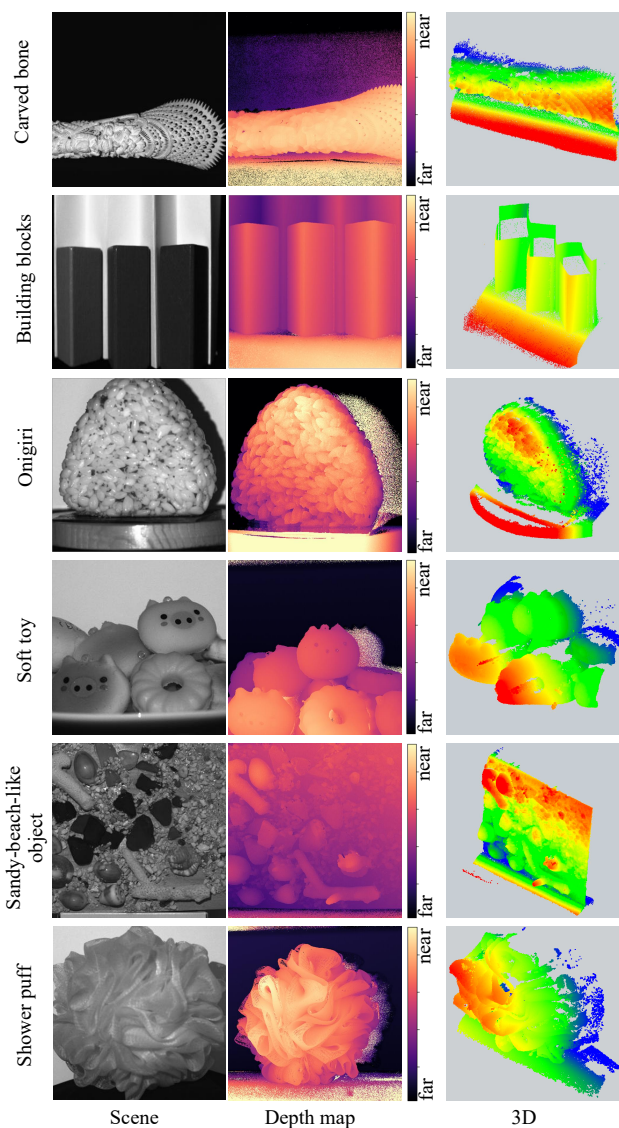 Carved bone
near
far
Building blocks
near
far
Onigiri
near
far
Soft toy
near
far
Sandy-beach-like
object
near
far
Shower puff
near
far
Scene
Depth map
3D